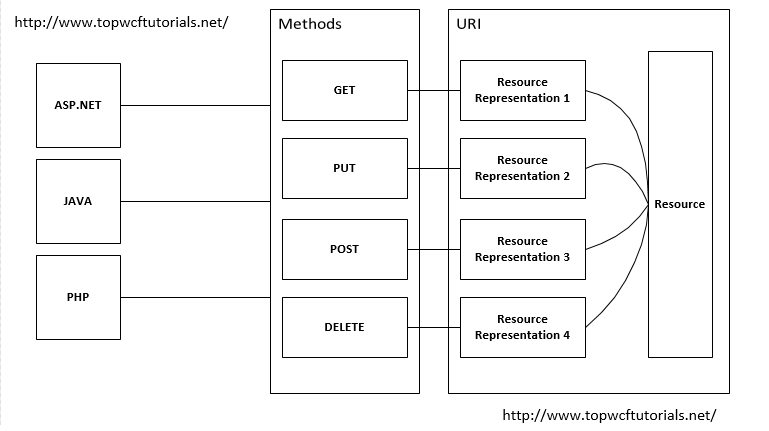 http://www.topwcftutorials.net/
Methods
URI
ASP.NET
JAVA
PHP
GET
PUT
POST
DELETE
Resource
Representation 1
Resource
Representation 2
Resource
Representation 3
Resource
Representation 4
Resource
http://www.topwcftutorials.net/